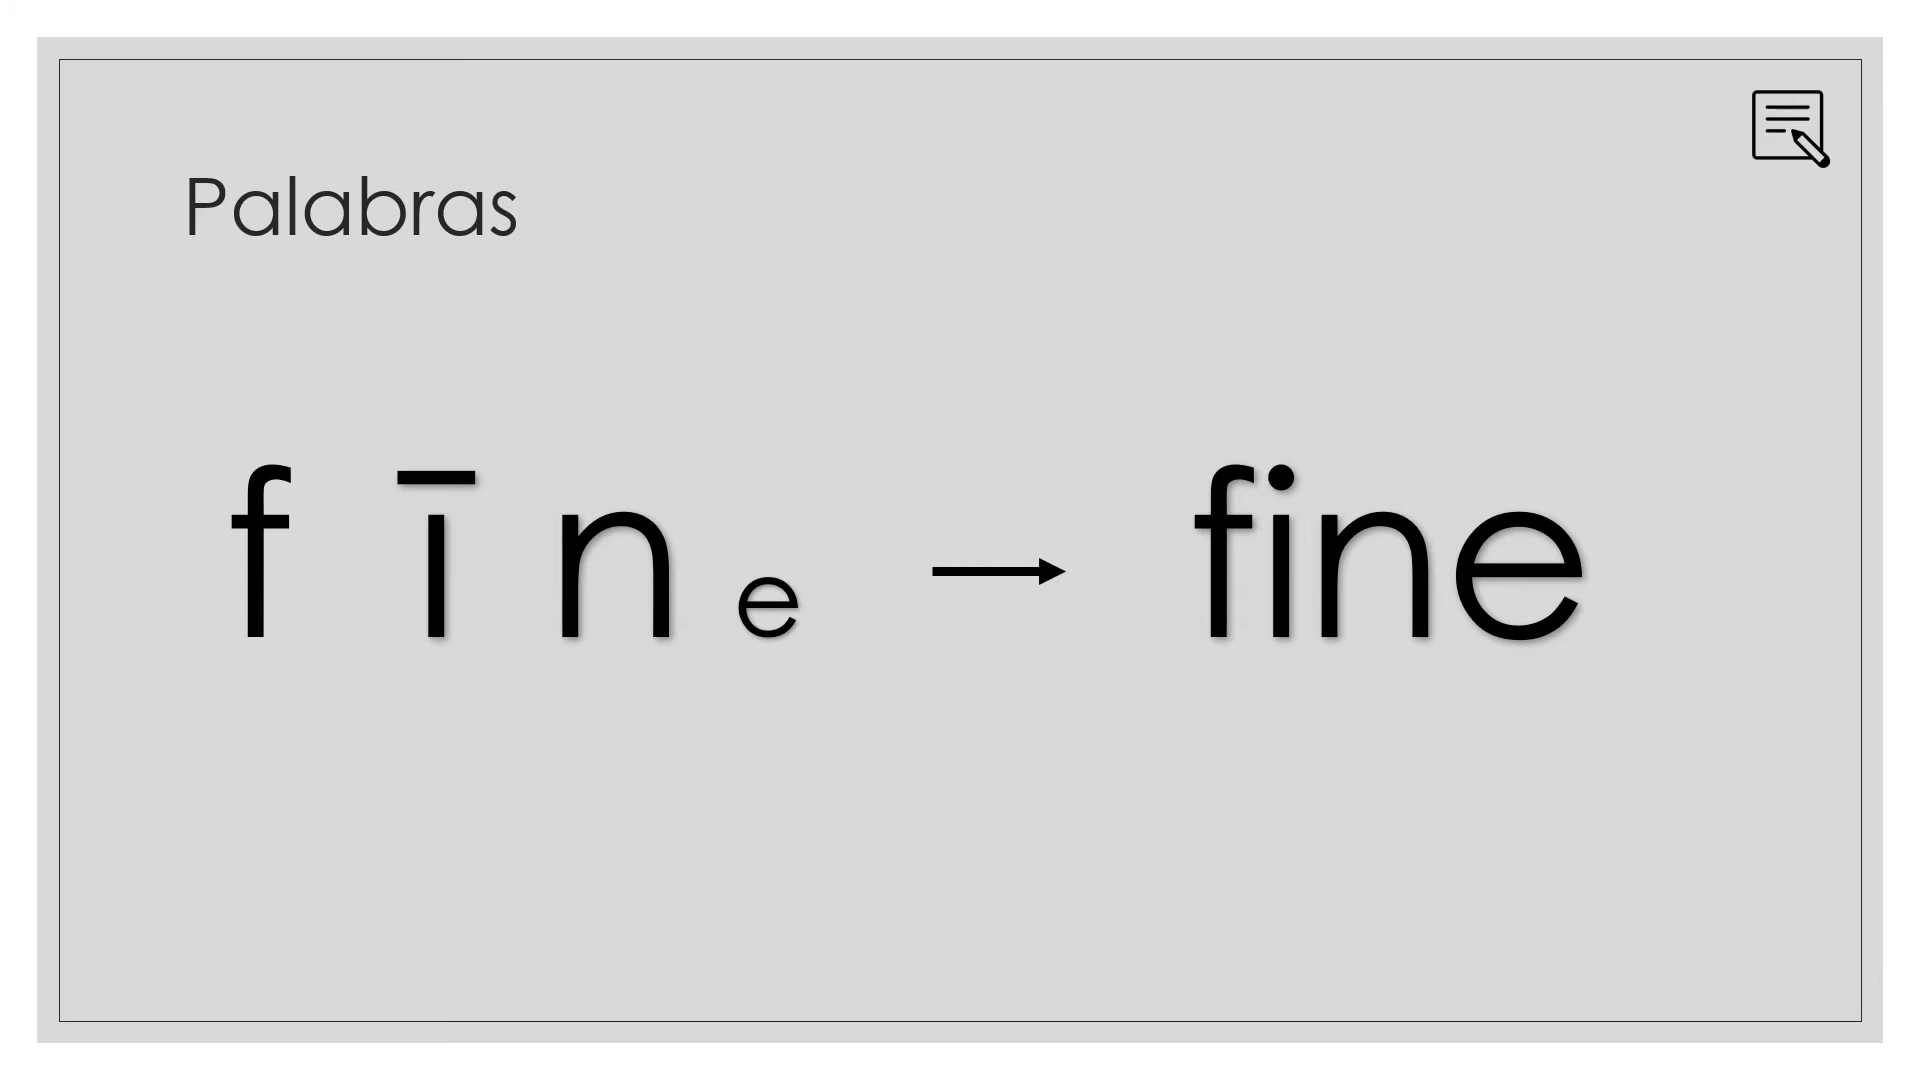 Palabras
f ī n e → fine